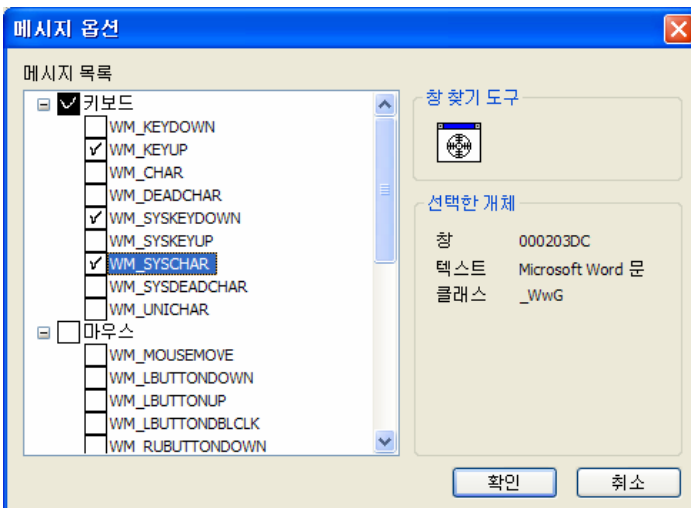 메시지 옵션
메시지 목록
키보드
WM_KEYDOWN
WM_KEYUP
WM_CHAR
WM_DEADCHAR
WM_SYSKEYDOWN
WM_SYSKEYUP
WM_SYSCHAR
WM_SYSDEADCHAR
WM_UNICHAR
마우스
WM_MOUSEMOVE
WM_LBUTTONDOWN
WM_LBUTTONUP
WM_LBUTTONDBLCLK
WM_RUBUTTONDOWN
창 찾기 도구
선택한 개체
창 000203DC
텍스트 Microsoft Word 문
클래스 _WwG
확인 취소